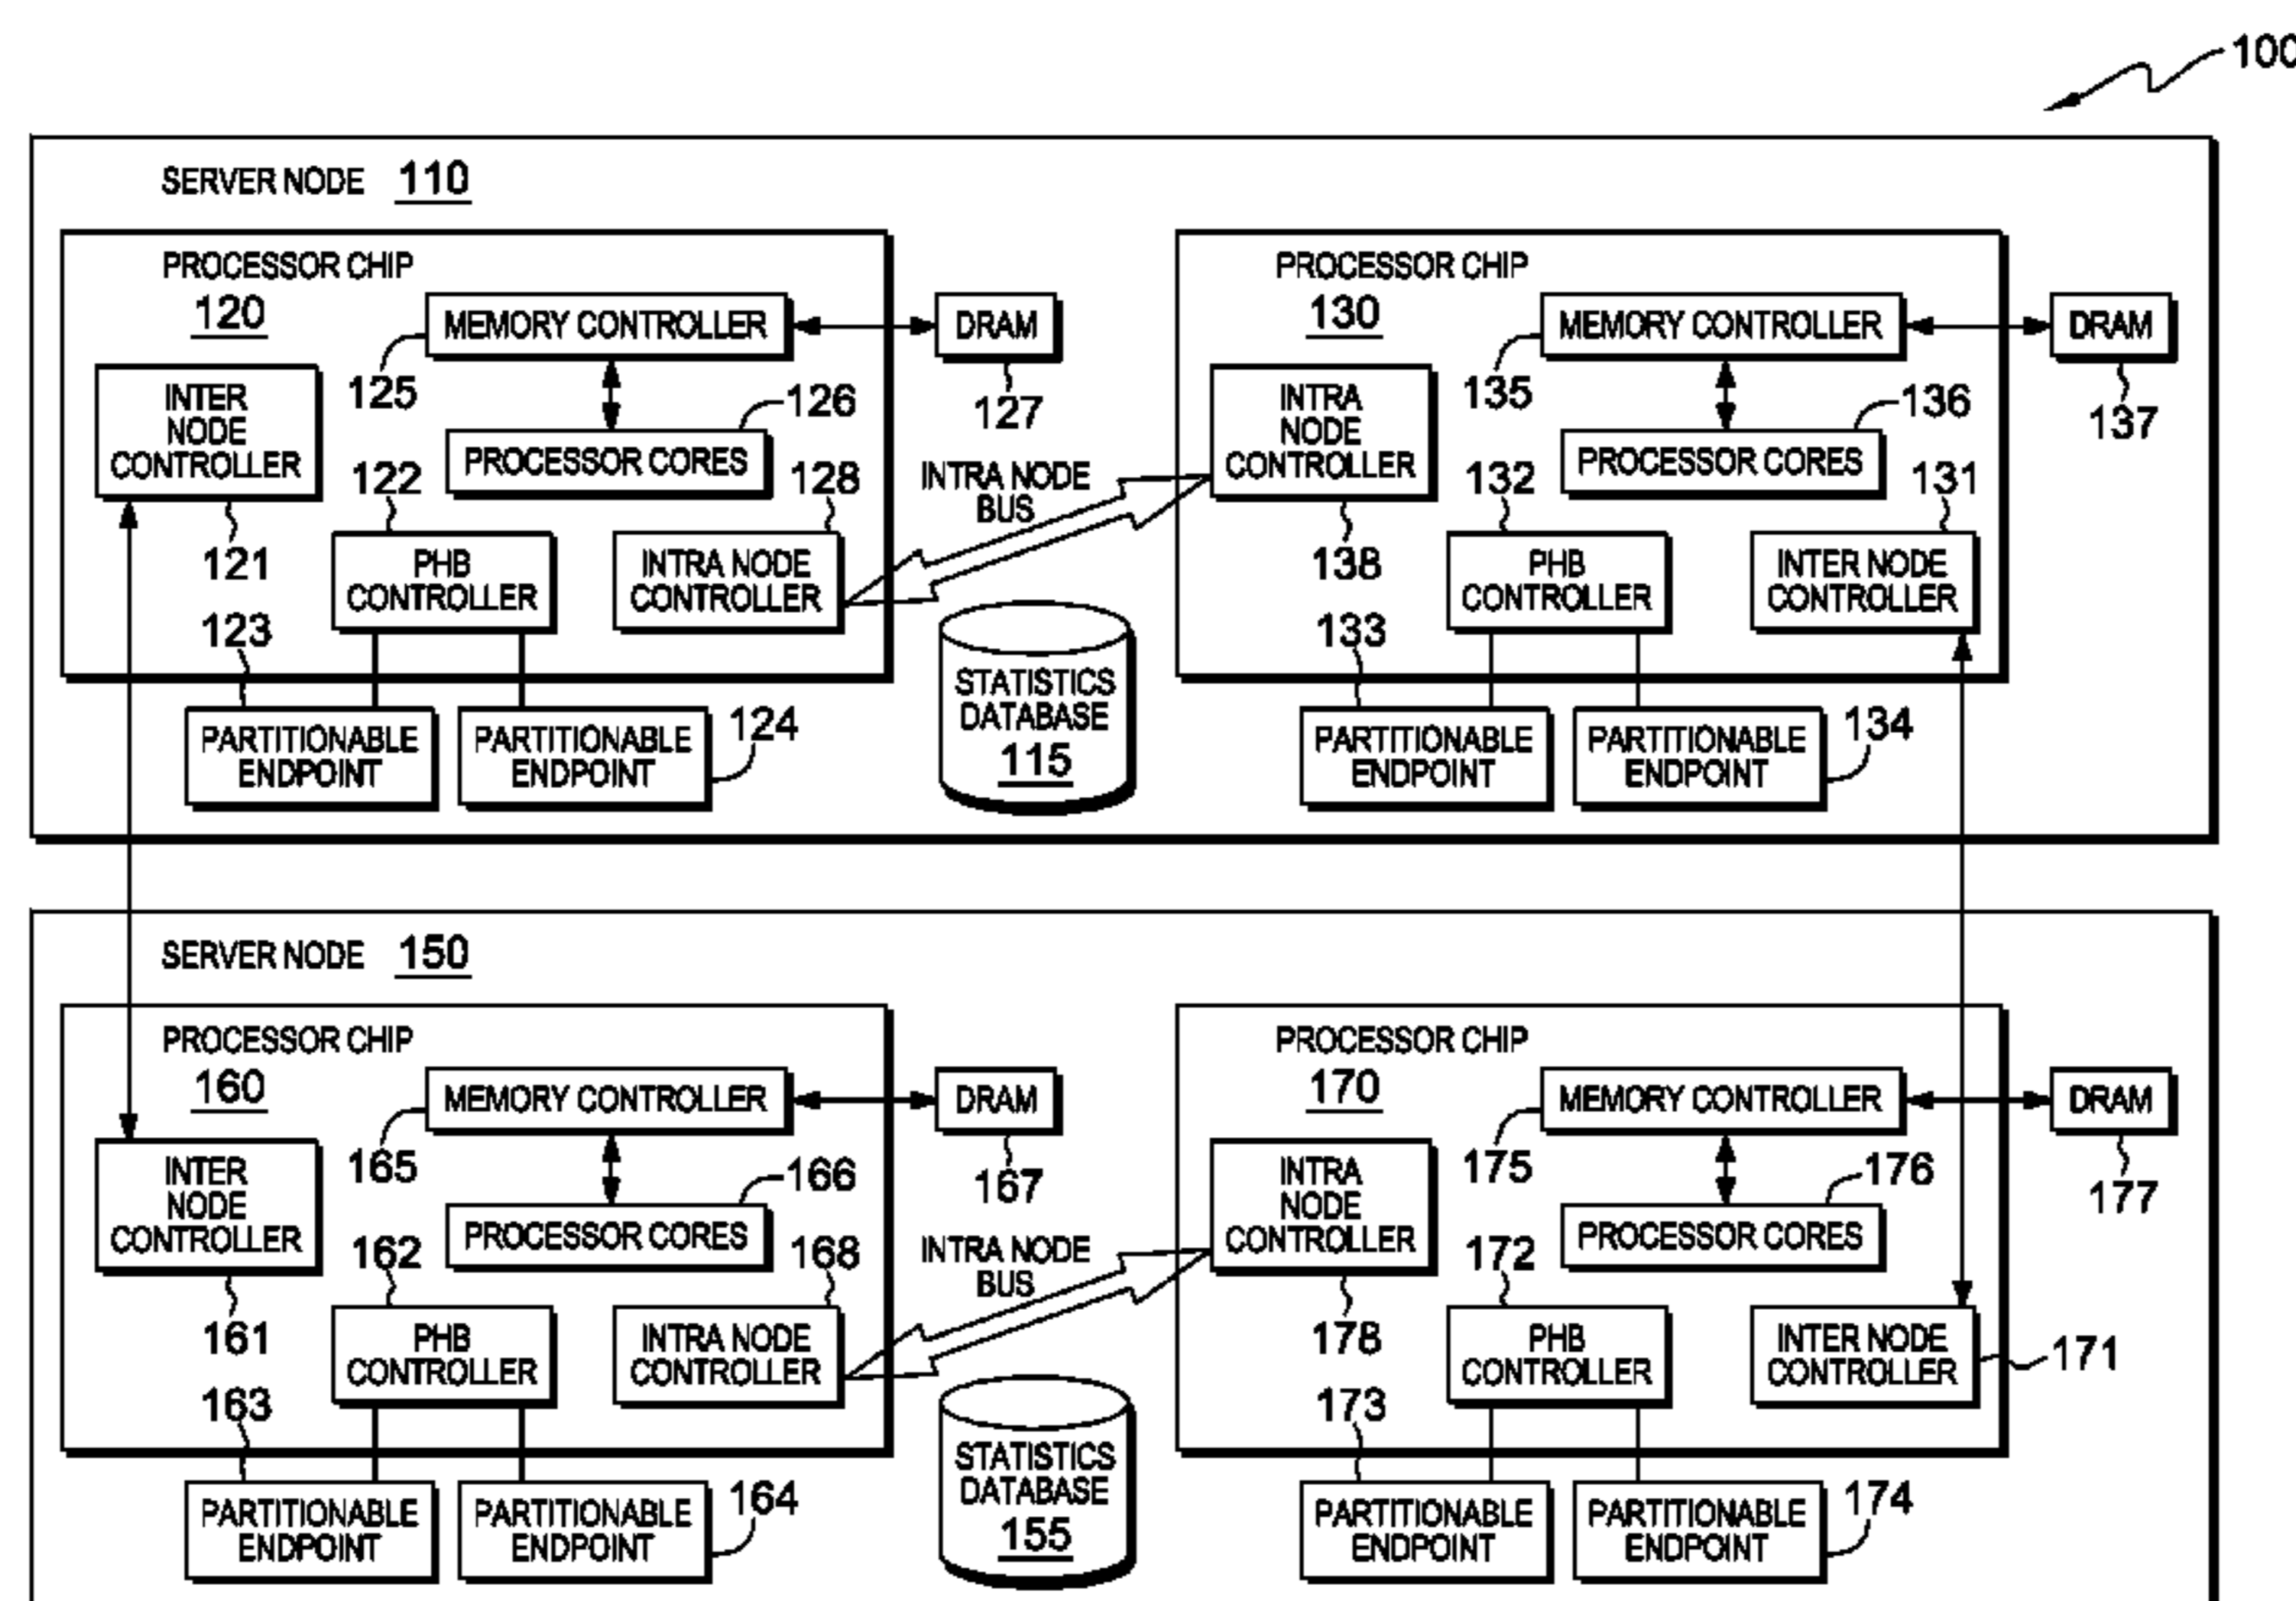 100
SERVER NODE 110
PROCESSOR CHIP
120
MEMORY CONTROLLER
125
DRAM
127
INTER
NODE
CONTROLLER
121
126
PROCESSOR CORES
122
PHB
CONTROLLER
128
INTRA NODE
CONTROLLER
123
PARTITIONABLE
ENDPOINT
PARTITIONABLE
ENDPOINT
124
INTRA NODE
BUS
STATISTICS
DATABASE
115
PROCESSOR CHIP
130
MEMORY CONTROLLER
135
DRAM
137
INTRA
NODE
CONTROLLER
138
136
PROCESSOR CORES
132
PHB
CONTROLLER
131
INTER NODE
CONTROLLER
133
PARTITIONABLE
ENDPOINT
PARTITIONABLE
ENDPOINT
134
SERVER NODE 150
PROCESSOR CHIP
160
MEMORY CONTROLLER
165
DRAM
167
INTER
NODE
CONTROLLER
161
166
PROCESSOR CORES
162
PHB
CONTROLLER
168
INTRA NODE
CONTROLLER
163
PARTITIONABLE
ENDPOINT
PARTITIONABLE
ENDPOINT
164
INTRA NODE
BUS
STATISTICS
DATABASE
155
PROCESSOR CHIP
170
MEMORY CONTROLLER
175
DRAM
177
INTRA
NODE
CONTROLLER
178
176
PROCESSOR CORES
172
PHB
CONTROLLER
INTER NODE
CONTROLLER
171
173
PARTITIONABLE
ENDPOINT
PARTITIONABLE
ENDPOINT
174